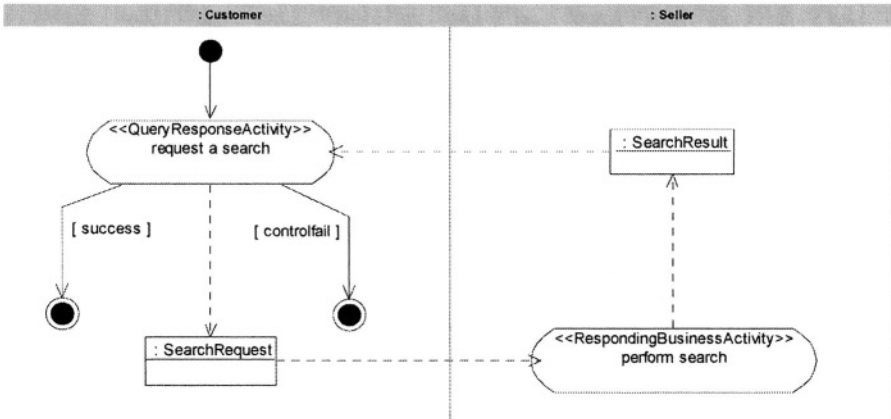 : Customer
: Seller
<<QueryResponseActivity>>
request a search
: SearchResult
[ success ]
[ controlfail ]
: SearchRequest
<<RespondingBusinessActivity>>
perform search